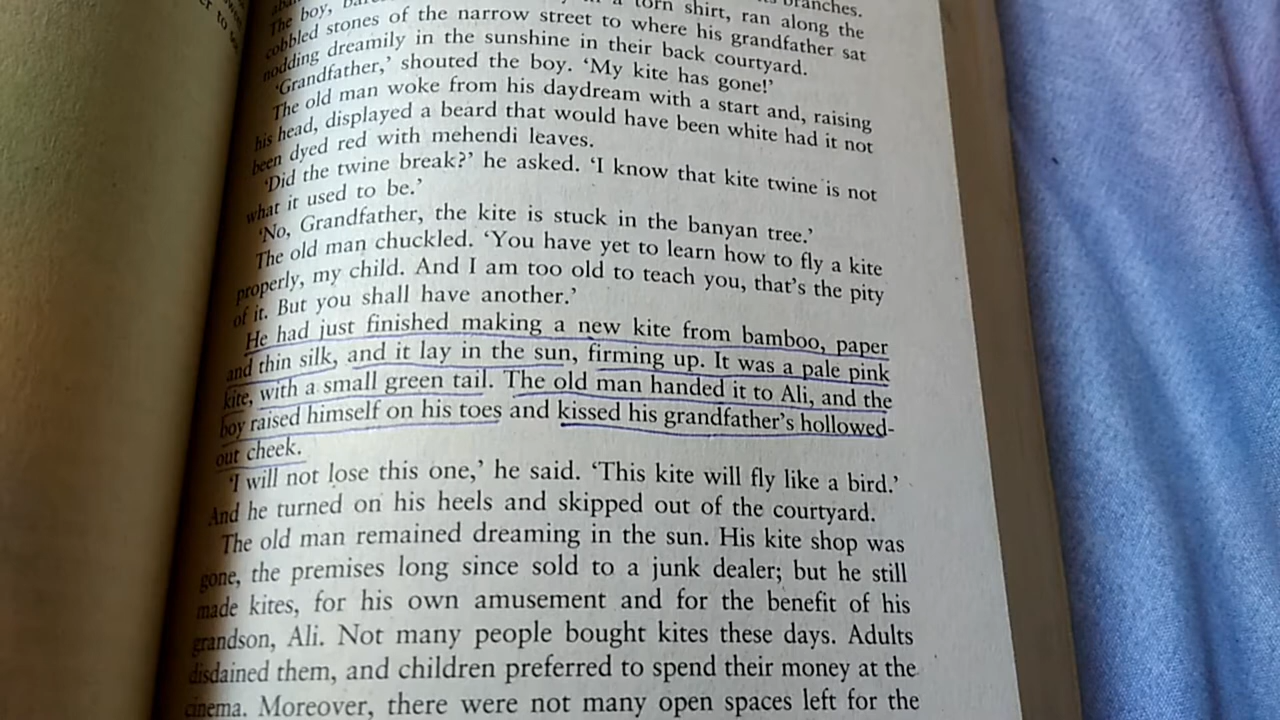 branches.
The boy, torn shirt, ran along the
cobbled stones of the narrow street to where his grandfather sat
nodding dreamily in the sunshine in their back courtyard.
‘Grandfather,’ shouted the boy. ‘My kite has gone!’
The old man woke from his daydream with a start and, raising
his head, displayed a beard that would have been white had it not
been dyed red with mehendi leaves.
‘Did the twine break?’ he asked. ‘I know that kite twine is not
what it used to be.’
‘No, Grandfather, the kite is stuck in the banyan tree.’
The old man chuckled. ‘You have yet to learn how to fly a kite
properly, my child. And I am too old to teach you, that’s the pity
of it. But you shall have another.’
He had just finished making a new kite from bamboo, paper
and thin silk, and it lay in the sun, firming up. It was a pale pink
kite, with a small green tail. The old man handed it to Ali, and the
boy raised himself on his toes and kissed his grandfather’s hollowed-
out cheek.
‘I will not lose this one,’ he said. ‘This kite will fly like a bird.’
And he turned on his heels and skipped out of the courtyard.
The old man remained dreaming in the sun. His kite shop was
gone, the premises long since sold to a junk dealer; but he still
made kites, for his own amusement and for the benefit of his
grandson, Ali. Not many people bought kites these days. Adults
disdained them, and children preferred to spend their money at the
cinema. Moreover, there were not many open spaces left for the